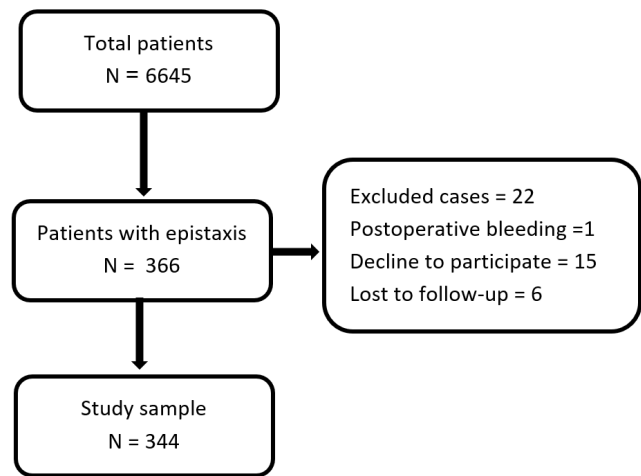 Total patients
N = 6645
Patients with epistaxis
N = 366
Excluded cases = 22
Postoperative bleeding =1
Decline to participate = 15
Lost to follow-up = 6
Study sample
N = 344